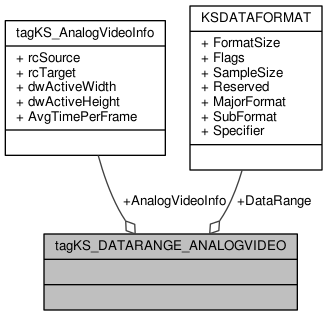 tagKS_AnalogVideoInfo
+ rcSource
+ rcTarget
+ dwActiveWidth
+ dwActiveHeight
+ AvgTimePerFrame
KSDATAFORMAT
+ FormatSize
+ Flags
+ SampleSize
+ Reserved
+ MajorFormat
+ SubFormat
+ Specifier
+AnalogVideoInfo
+DataRange
tagKS_DATARANGE_ANALOGVIDEO